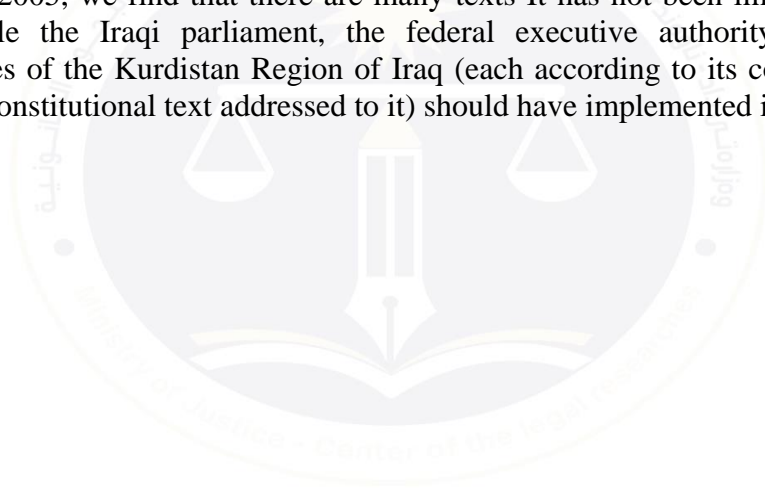 2005, we find that there are many texts It has not been im
le the Iraqi parliament, the federal executive authority
es of the Kurdistan Region of Iraq (each according to its c
onstitutional text addressed to it) should have implemented i
Ministry of Justice - Center of the legal researches